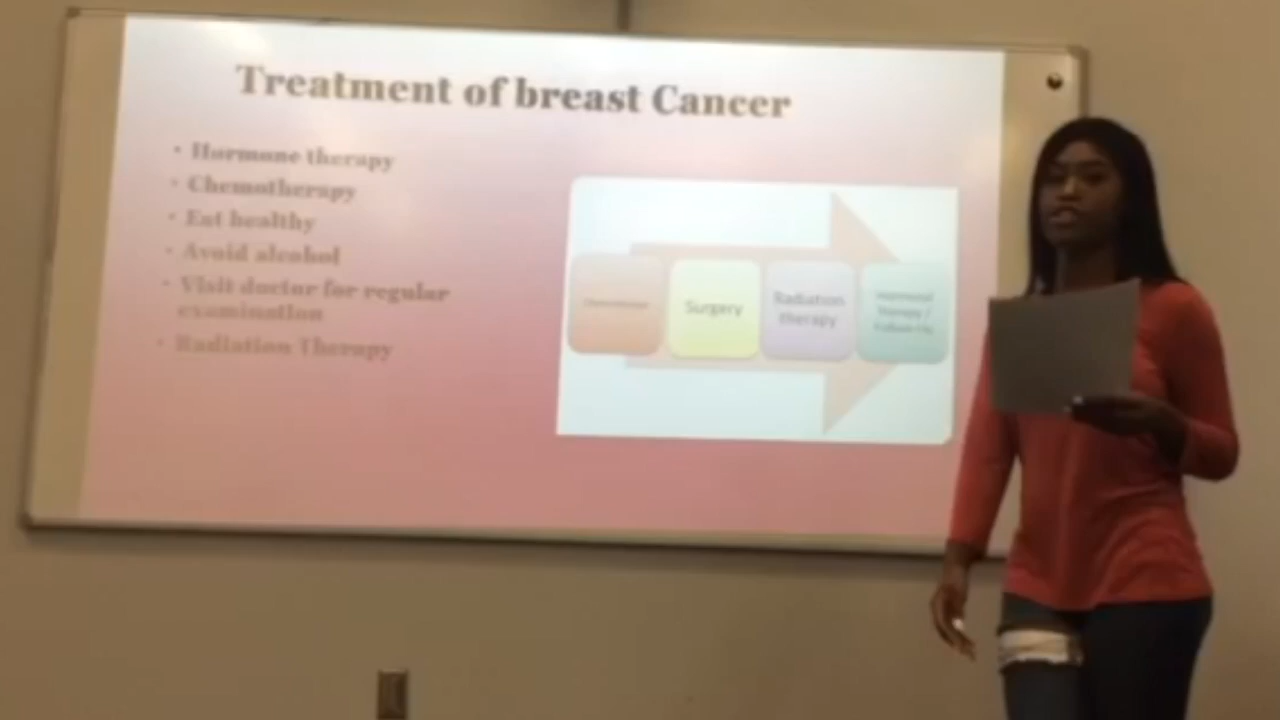 Treatment of breast Cancer
• Hormone therapy
• Chemotherapy
• Eat healthy
• Avoid alcohol
• Visit doctor for regular
examination
• Radiation Therapy
Surgery
Radiation
therapy
therapy /